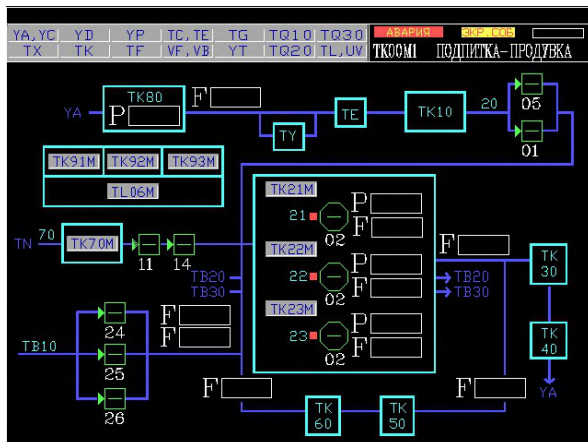 YA,YC YD YP TC,TE TG TQ10 TQ30 АВАРИЯ ЭКР.СОБ
TX TK TF VF,VB YT TQ20 TL,UV TK00M1 ПОДПИТКА-ПРОДУВКА
TK80 F
YA P TE TK10 20 05
TY
01
TK91M TK92M TK93M
TL06M
TK21M P
21 F
02
TN 70 TK70M 11 14
TK22M P F
TB20 22 F TB20
TB30 02 TB30
TK 30
TK23M P
23 F
02
24 F
F
TB10 25
26
TK 40
F F YA
TK 60 TK 50